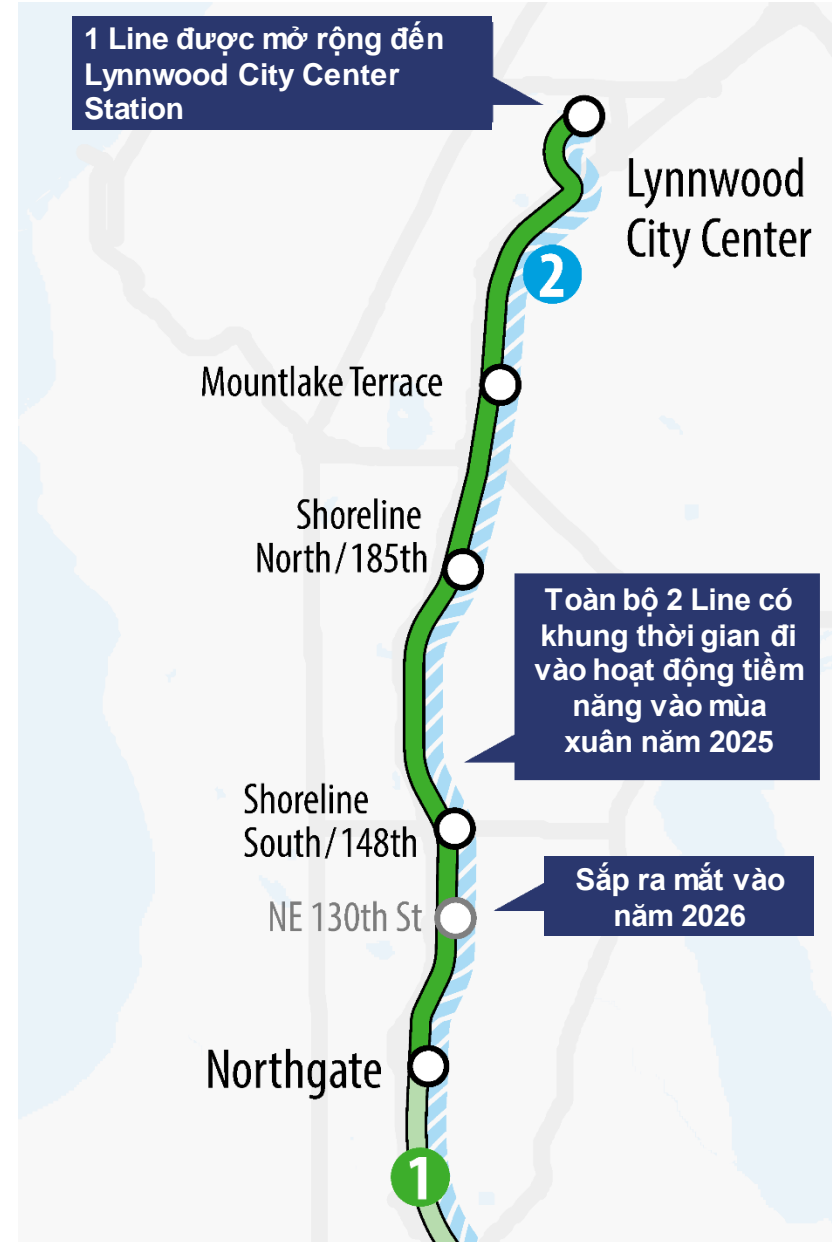 1 Line được mở rộng đến
Lynnwood City Center
Station
Lynnwood
City Center
2
Mountlake Terrace
Shoreline
North/185th
Toàn bộ 2 Line có
khung thời gian đi
vào hoạt động tiềm
năng vào mùa
xuân năm 2025
Shoreline
South/148th
Sắp ra mắt vào
năm 2026
NE 130th St
Northgate
1